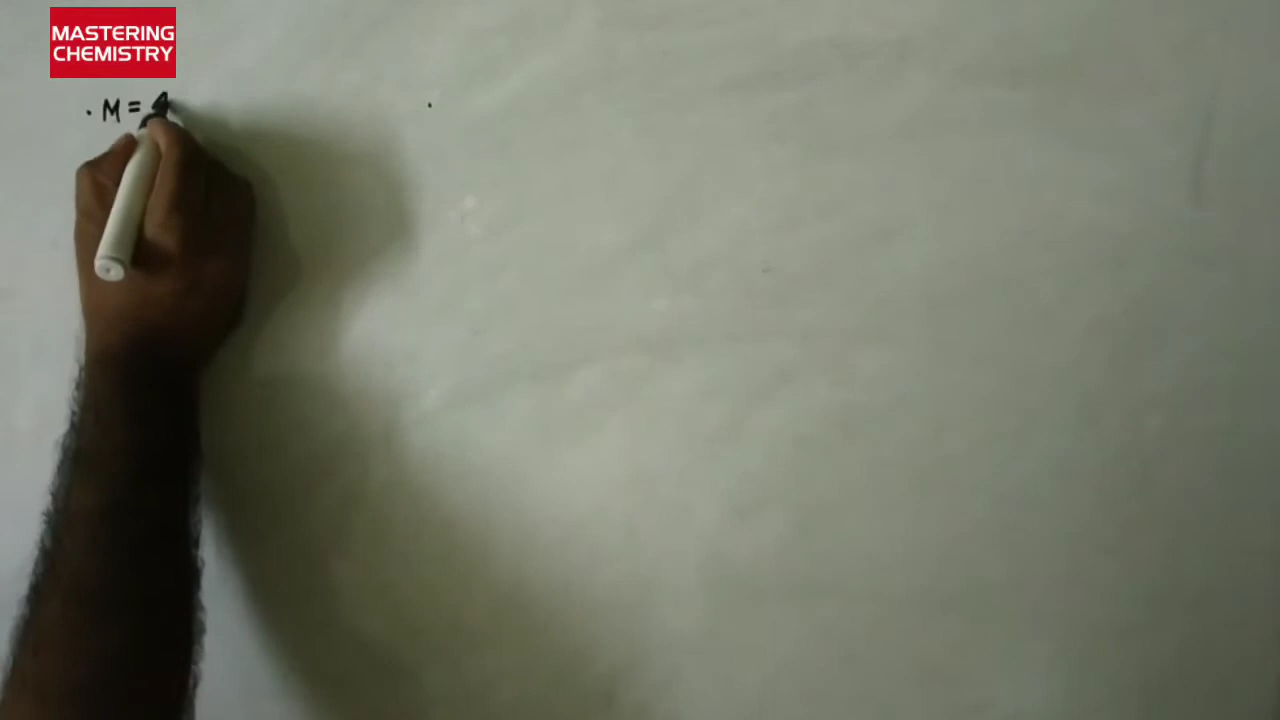 MASTERING
CHEMISTRY
. M =